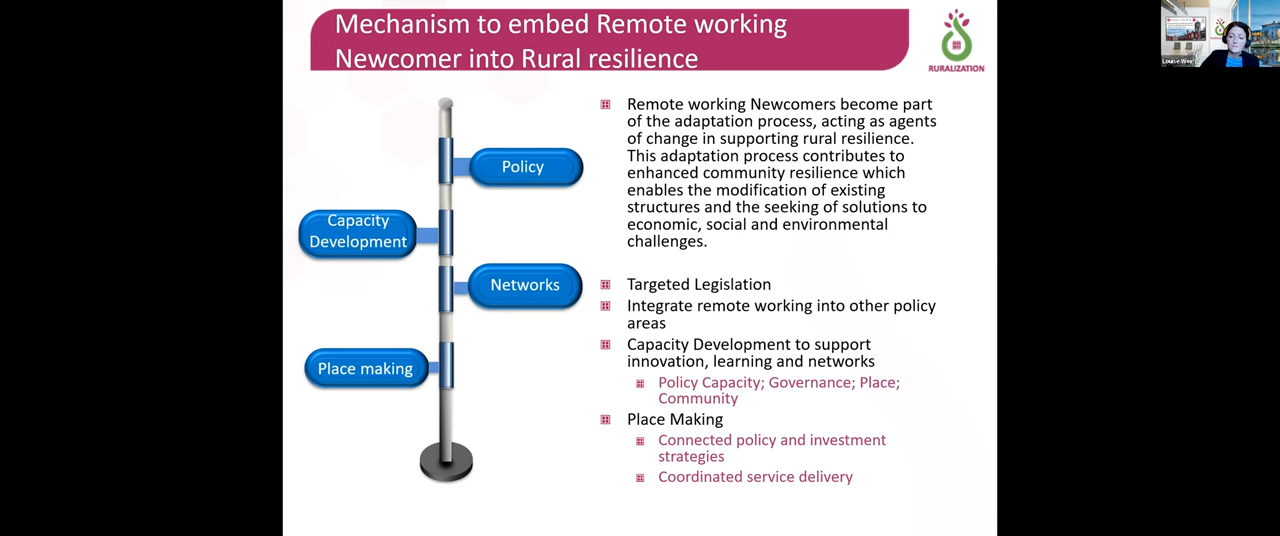 Mechanism to embed Remote working
Newcomer into Rural resilience
RURALIZATION
Louise Weir
Policy
Capacity
Development
Networks
Place making
Remote working Newcomers become part
of the adaptation process, acting as agents
of change in supporting rural resilience.
This adaptation process contributes to
enhanced community resilience which
enables the modification of existing
structures and the seeking of solutions to
economic, social and environmental
challenges.
Targeted Legislation
Integrate remote working into other policy
areas
Capacity Development to support
innovation, learning and networks
Policy Capacity; Governance; Place;
Community
Place Making
Connected policy and investment
strategies
Coordinated service delivery